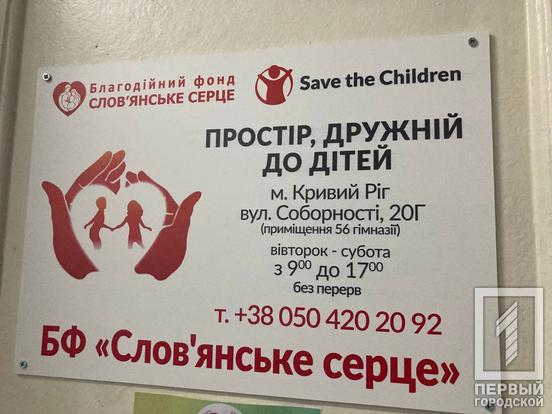 Благодійний фонд
СЛОВ'ЯНСЬКЕ СЕРЦЕ
Save the Children
ПРОСТІР, ДРУЖНІЙ
ДО ДІТЕЙ
м. Кривий Ріг
вул. Соборності, 20Г
(приміщення 56 гімназії)
вівторок - субота
з 9⁰⁰ до 17⁰⁰
без перерв
т. +38 050 420 20 92
БФ «Слов'янське серце»
ПЕРВЫЙ
ГОРОДСКОЙ